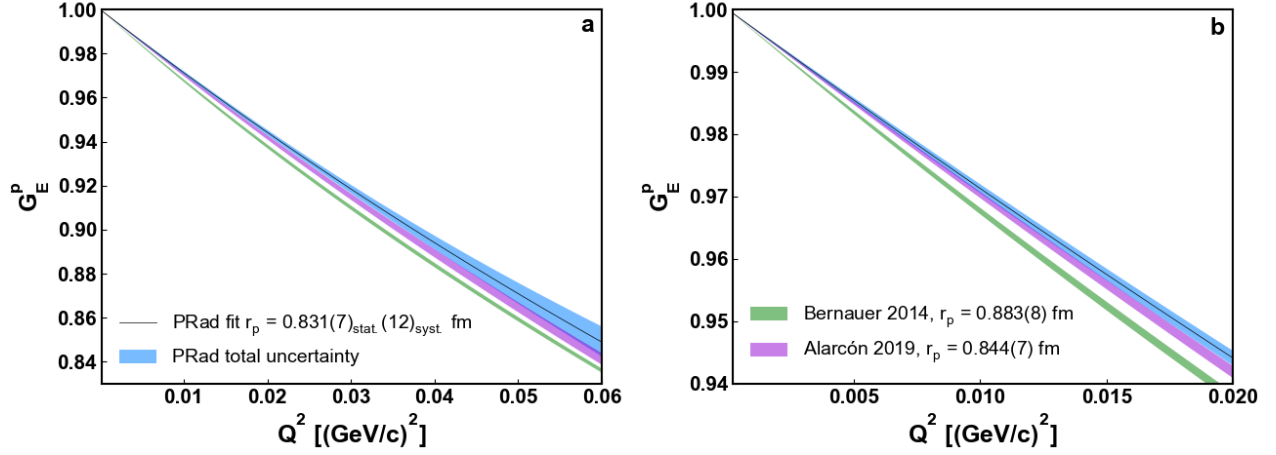 a
1.00
0.98
0.96
0.94
0.92
0.90
0.88
0.86
0.84
G_E^p
PRad fit r_p = 0.831(7)_stat. (12)_syst. fm
PRad total uncertainty
0.01 0.02 0.03 0.04 0.05 0.06
Q^2 [(GeV/c)^2]
b
1.00
0.99
0.98
0.97
0.96
0.95
0.94
G_E^p
Bernauer 2014, r_p = 0.883(8) fm
Alarcón 2019, r_p = 0.844(7) fm
0.005 0.010 0.015 0.020
Q^2 [(GeV/c)^2]